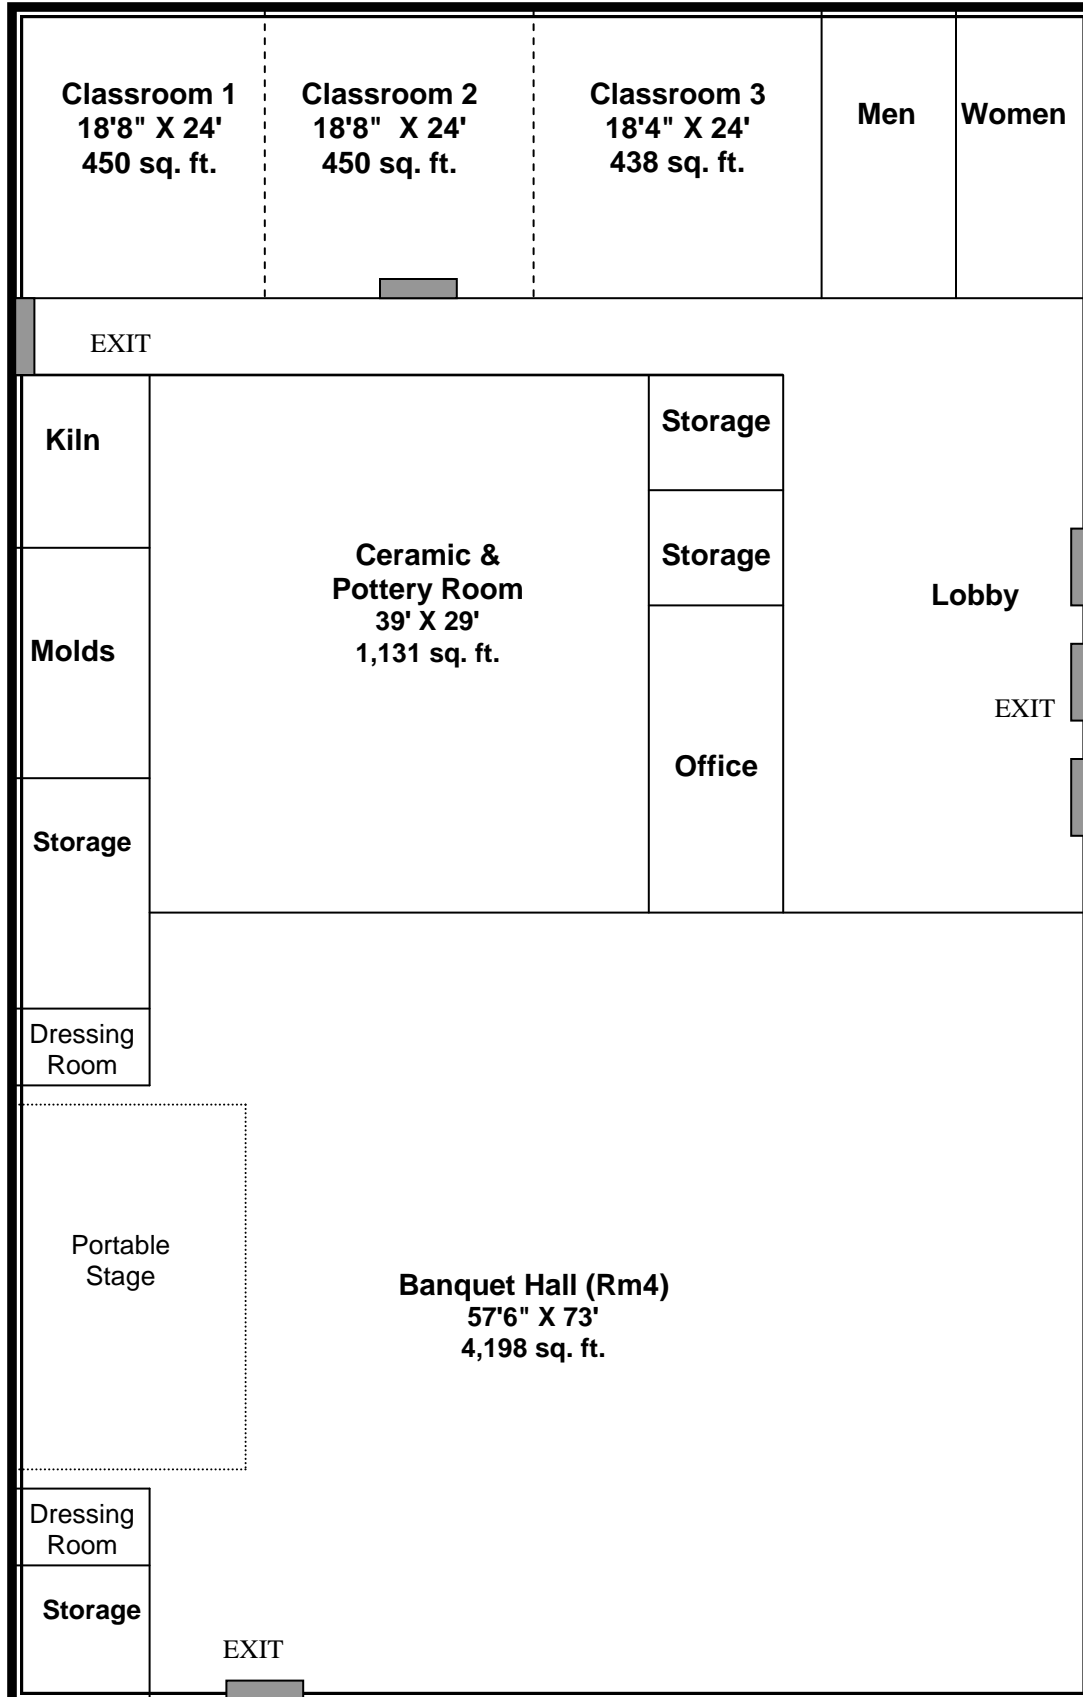 Classroom 1
18'8" X 24'
450 sq. ft.
Classroom 2
18'8"  X 24'
450 sq. ft.
Classroom 3
18'4" X 24'
438 sq. ft.
Men
Women
EXIT
Kiln
Storage
Ceramic &
Pottery Room
39' X 29'
1,131 sq. ft.
Storage
Lobby
Molds
EXIT
Office
Storage
Dressing
Room
Portable
Stage
Banquet Hall (Rm4)
57'6" X 73'
4,198 sq. ft.
Dressing
Room
Storage
EXIT